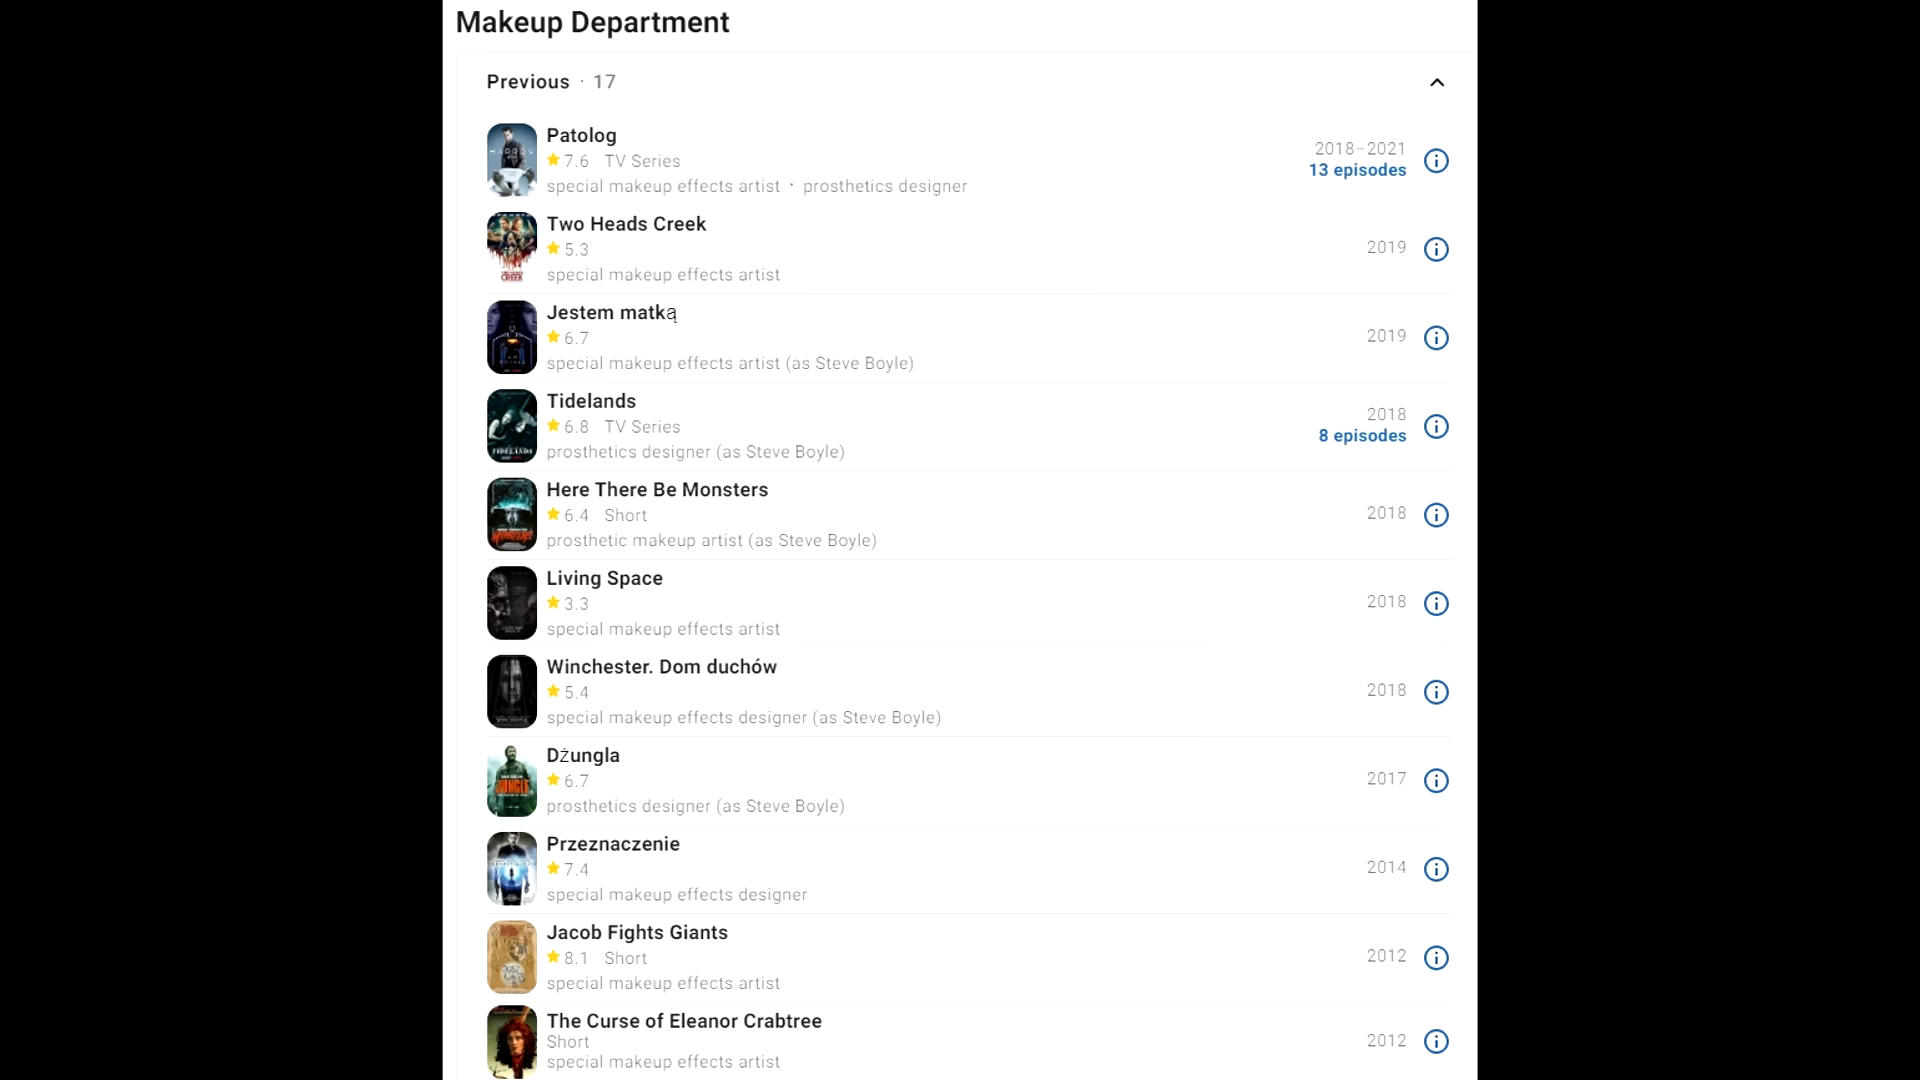 Makeup Department
Previous · 17
Patolog
7.6 TV Series
special makeup effects artist · prosthetics designer
2018–2021
13 episodes
HARROW
Two Heads Creek
5.3
special makeup effects artist
2019
CREEK
Jestem matką
6.7
special makeup effects artist (as Steve Boyle)
2019
Tidelands
6.8 TV Series
prosthetics designer (as Steve Boyle)
2018
8 episodes
TIDELANDS
Here There Be Monsters
6.4 Short
prosthetic makeup artist (as Steve Boyle)
2018
MONSTERS
Living Space
3.3
special makeup effects artist
2018
Winchester. Dom duchów
5.4
special makeup effects designer (as Steve Boyle)
2018
WINCHESTER
Dżungla
6.7
prosthetics designer (as Steve Boyle)
2017
JUNGLE
Przeznaczenie
7.4
special makeup effects designer
2014
Jacob Fights Giants
8.1 Short
special makeup effects artist
2012
The Curse of Eleanor Crabtree
Short
special makeup effects artist
2012